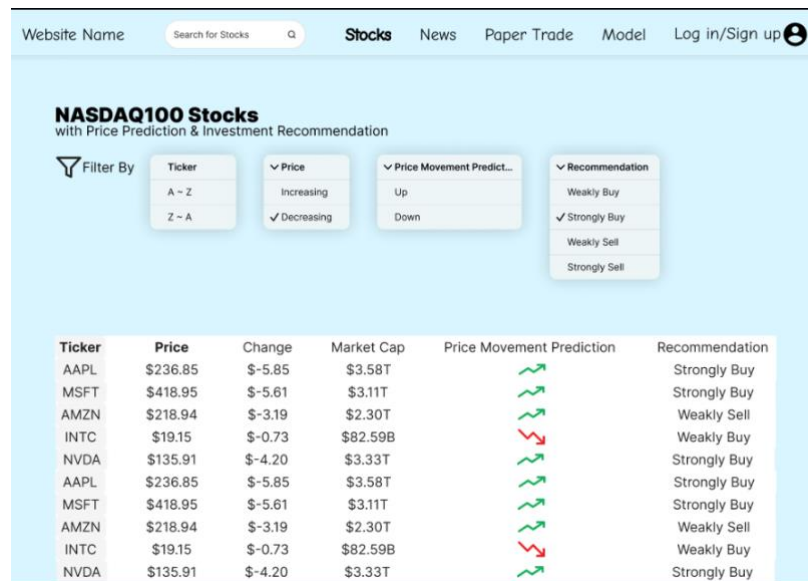 Website Name Search for Stocks Stocks News Paper Trade Model Log in/Sign up
NASDAQ100 Stocks
with Price Prediction & Investment Recommendation
Filter By Ticker Price Price Movement Predict... Recommendation
A ~ Z Increasing Up Weakly Buy
Z ~ A Decreasing Down Strongly Buy
Weakly Sell
Strongly Sell
Ticker Price Change Market Cap Price Movement Prediction Recommendation
AAPL $236.85 $-5.85 $3.58T Strongly Buy
MSFT $418.95 $-5.61 $3.11T Strongly Buy
AMZN $218.94 $-3.19 $2.30T Weakly Sell
INTC $19.15 $-0.73 $82.59B Weakly Buy
NVDA $135.91 $-4.20 $3.33T Strongly Buy
AAPL $236.85 $-5.85 $3.58T Strongly Buy
MSFT $418.95 $-5.61 $3.11T Strongly Buy
AMZN $218.94 $-3.19 $2.30T Weakly Sell
INTC $19.15 $-0.73 $82.59B Weakly Buy
NVDA $135.91 $-4.20 $3.33T Strongly Buy